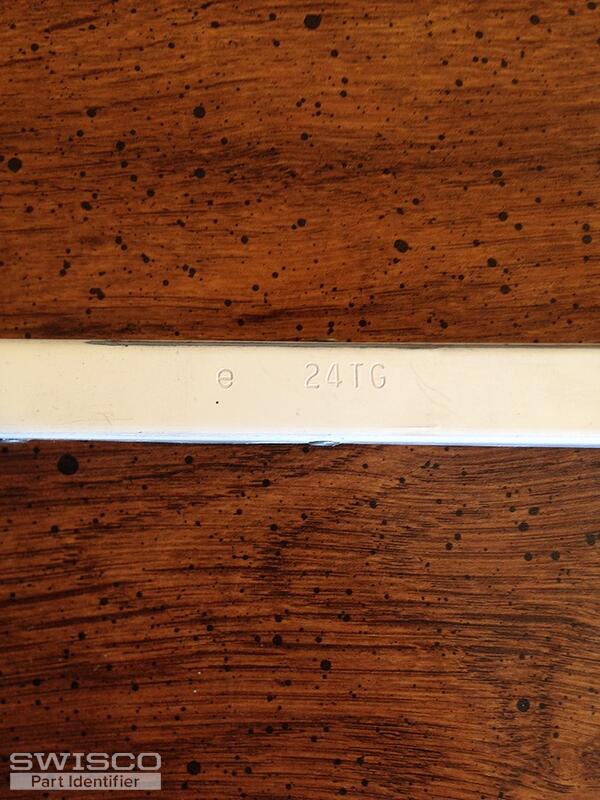 e 24TG
SWISCO
Part Identifier